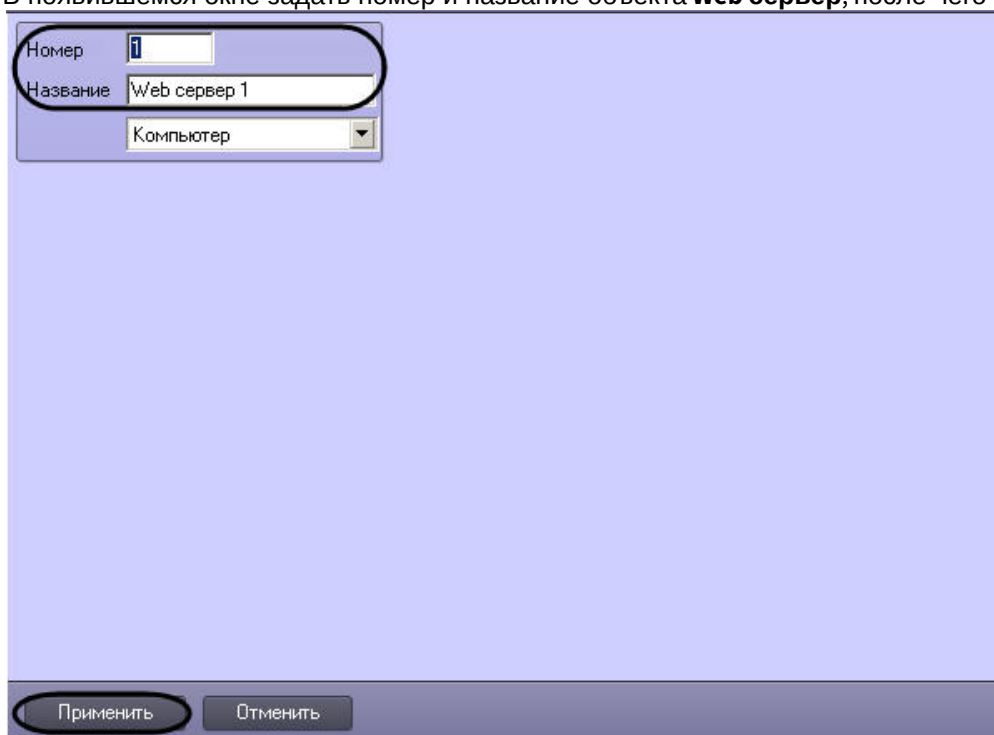 В появившемся окне задать номер и название объекта Web сервер, после чего
Номер 1
Название Web сервер 1
Компьютер
Применить Отменить